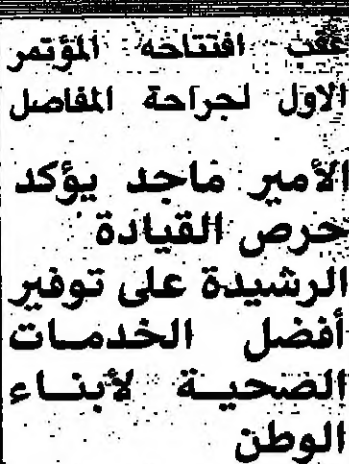 عقب افتتاحه المؤتمر
الاول لجراحة المفاصل
الأمير ماجد يؤكد
حرص القيادة
الرشيدة على توفير
أفضل الخدمات
الصحية لأبناء
الوطن